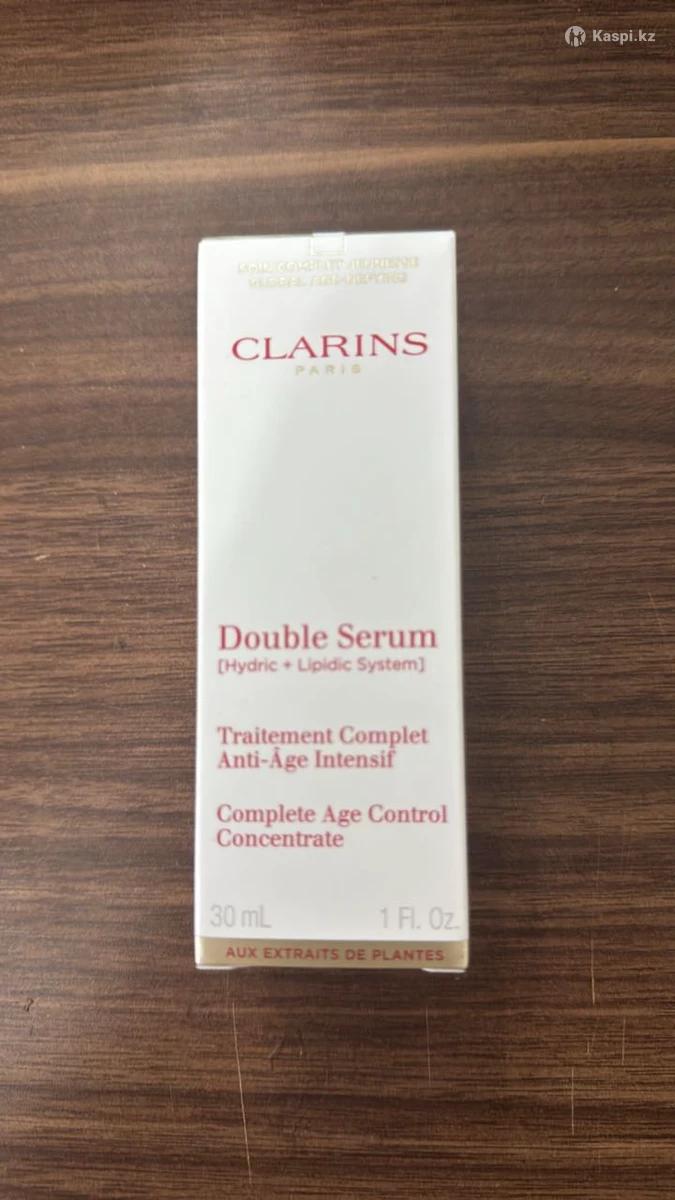 Kaspi.kz
CLARINS
PARIS
Double Serum
[Hydric + Lipidic System]
Traitement Complet
Anti-Âge Intensif
Complete Age Control
Concentrate
30 mL 1 Fl. Oz.
AUX EXTRAITS DE PLANTES